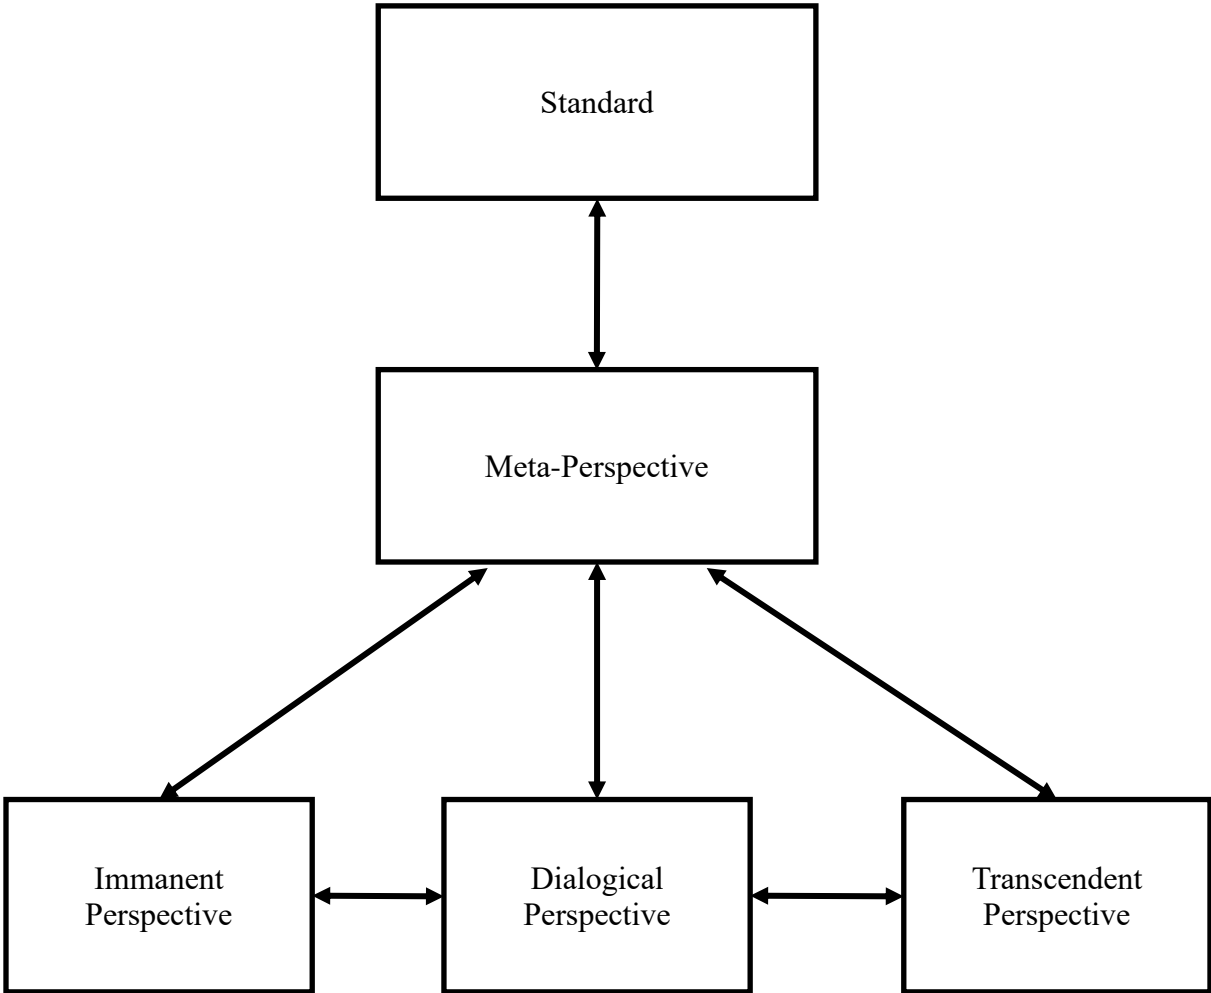 Standard
Meta-Perspective
Immanent
Perspective
Dialogical
Perspective
Transcendent
Perspective